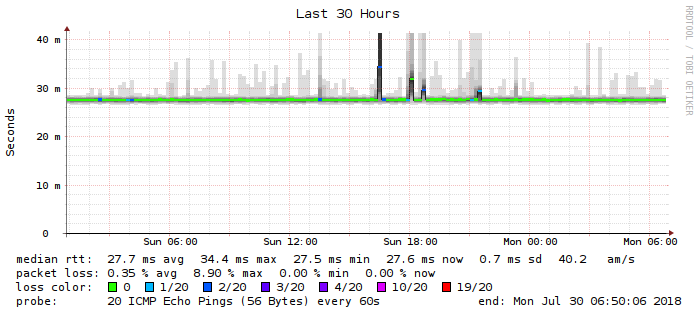 Last 30 Hours
RRDTOOL / TOBI OETIKER
Seconds
40 m
30 m
20 m
10 m
0
Sun 06:00 Sun 12:00 Sun 18:00 Mon 00:00 Mon 06:00
median rtt: 27.7 ms avg 34.4 ms max 27.5 ms min 27.6 ms now 0.7 ms sd 40.2 am/s
packet loss: 0.35 % avg 8.90 % max 0.00 % min 0.00 % now
loss color: 0 1/20 2/20 3/20 4/20 10/20 19/20
probe: 20 ICMP Echo Pings (56 Bytes) every 60s end: Mon Jul 30 06:50:06 2018